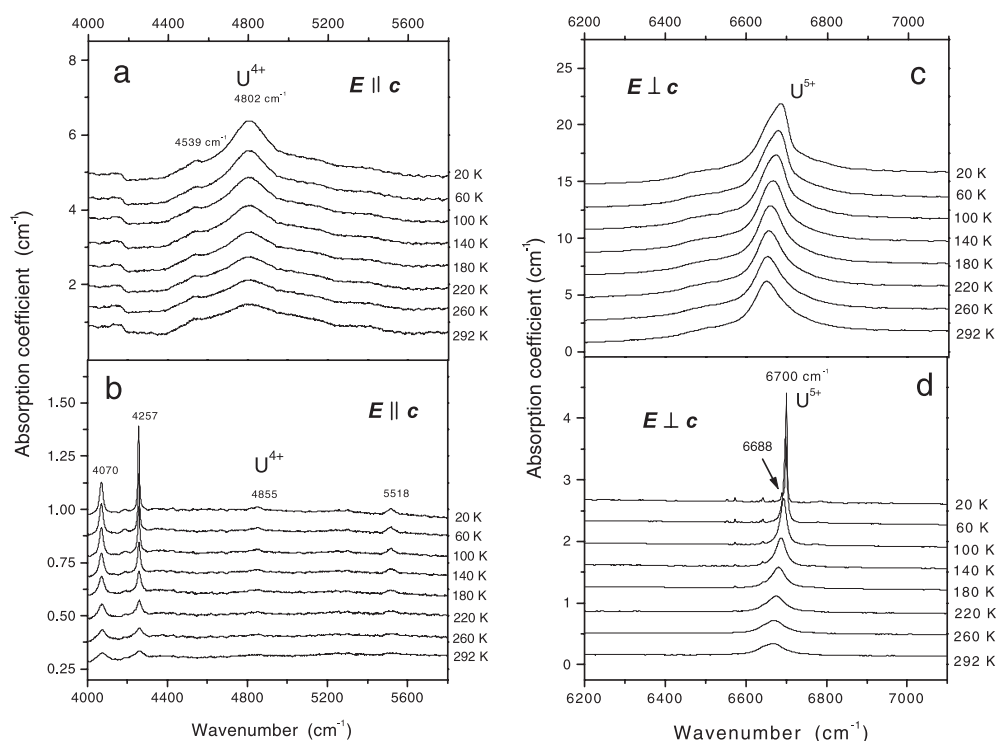 4000 4400 4800 5200 5600
a
U4+
E || c
4802 cm-1
4539 cm-1
8
6
4
2
20 K
60 K
100 K
140 K
180 K
220 K
260 K
292 K
b
E || c
4257
4070
U4+
4855
5518
1.50
1.25
1.00
0.75
0.50
0.25
20 K
60 K
100 K
140 K
180 K
220 K
260 K
292 K
4000 4400 4800 5200 5600
Wavenumber (cm-1)
Absorption coefficient (cm-1)
6200 6400 6600 6800 7000
c
E ⊥ c
U5+
25
20
15
10
5
0
20 K
60 K
100 K
140 K
180 K
220 K
260 K
292 K
6700 cm-1
d
U5+
E ⊥ c
6688
4
3
2
1
0
20 K
60 K
100 K
140 K
180 K
220 K
260 K
292 K
6200 6400 6600 6800 7000
Wavenumber (cm-1)
Absorption coefficient (cm-1)